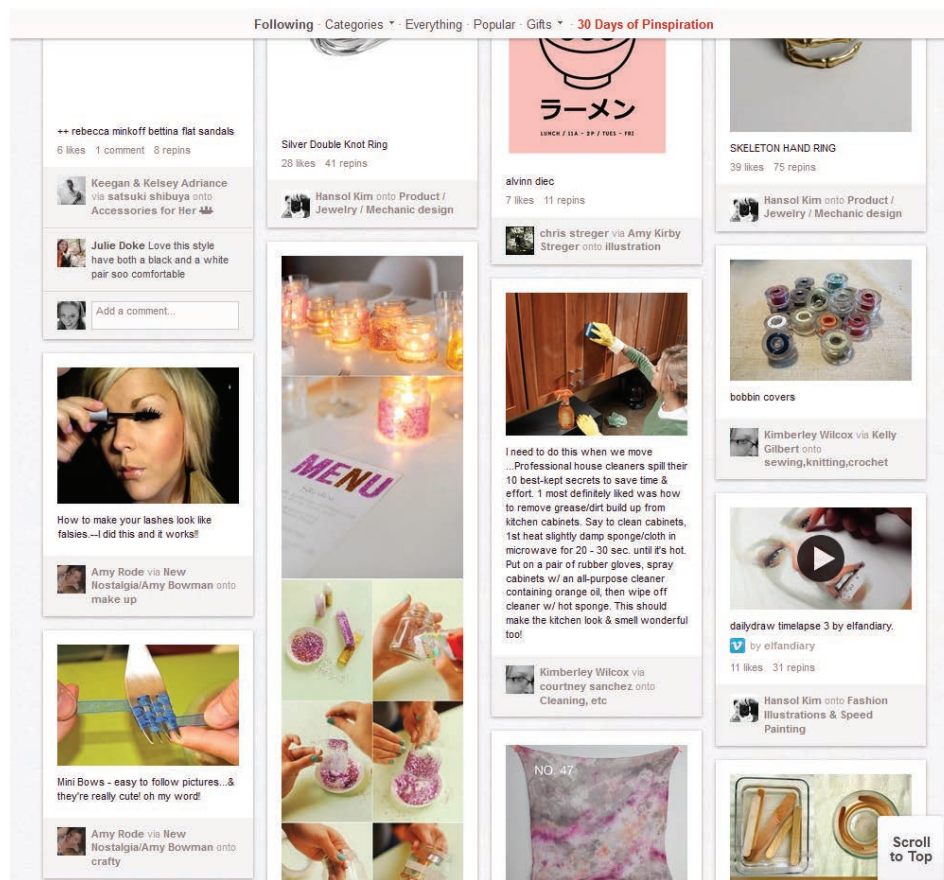 Following · Categories · Everything · Popular · Gifts · 30 Days of Pinspiration
++ rebecca minkoff bettina flat sandals
6 likes 1 comment 8 repins
Keegan & Kelsey Adriance
via satsuki shibuya onto
Accessories for Her
Julie Doke Love this style
have both a black and a white
pair soo comfortable
Add a comment...
How to make your lashes look like
falsies.--I did this and it works!!
Amy Rode via New
Nostalgia/Amy Bowman onto
make up
Mini Bows - easy to follow pictures...&
they're really cute! oh my word!
Amy Rode via New
Nostalgia/Amy Bowman onto
crafty
Silver Double Knot Ring
28 likes 41 repins
Hansol Kim onto Product /
Jewelry / Mechanic design
MENU
ラーメン
LUNCH / 11A - 2P / TUES - FRI
alvinn diec
7 likes 11 repins
chris streger via Amy Kirby
Streger onto illustration
I need to do this when we move
...Professional house cleaners spill their
10 best-kept secrets to save time &
effort. 1 most definitely liked was how
to remove grease/dirt build up from
kitchen cabinets. Say to clean cabinets,
1st heat slightly damp sponge/cloth in
microwave for 20 - 30 sec. until it's hot.
Put on a pair of rubber gloves, spray
cabinets w/ an all-purpose cleaner
containing orange oil, then wipe off
cleaner w/ hot sponge. This should
make the kitchen look & smell wonderful
too!
Kimberley Wilcox via
courtney sanchez onto
Cleaning, etc
NO. 47
SKELETON HAND RING
39 likes 75 repins
Hansol Kim onto Product /
Jewelry / Mechanic design
bobbin covers
Kimberley Wilcox via Kelly
Gilbert onto
sewing,knitting,crochet
dailydraw timelapse 3 by elfandiary.
by elfandiary
11 likes 31 repins
Hansol Kim onto Fashion
Illustrations & Speed
Painting
Scroll
to Top